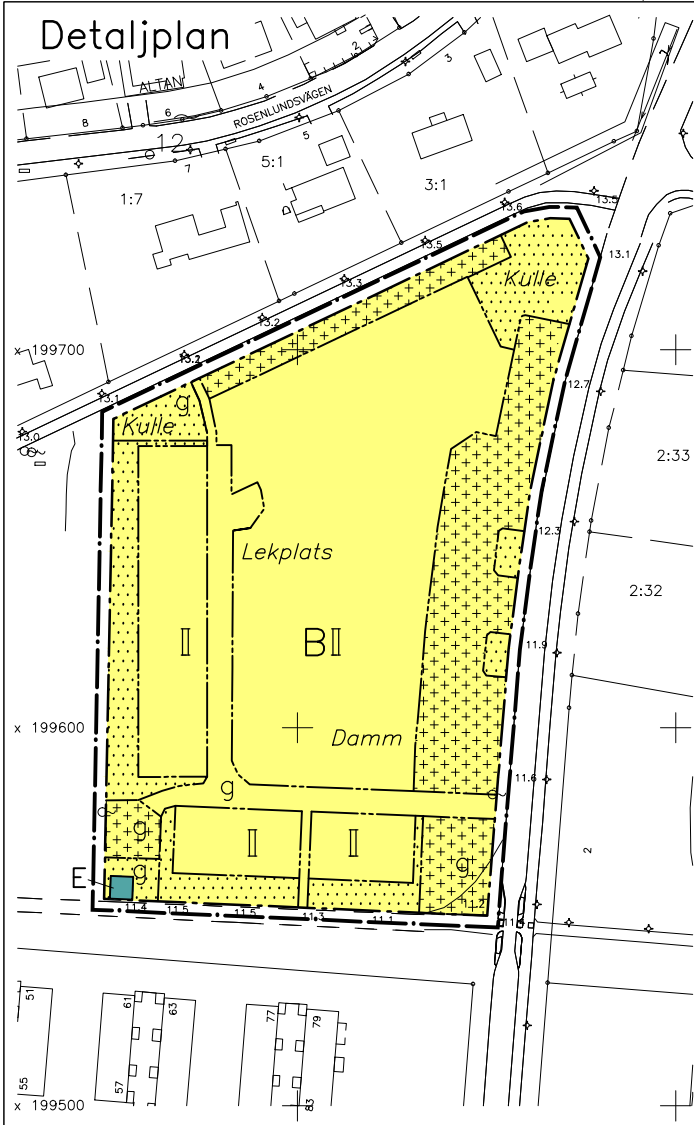 Detaljplan
ALTAN
2
4
3
6
8
ROSENLUNDSVÄGEN
12
5
7
5:1
1:7
3:1
D
13.5
13.6
13.5
13.1
13.3
Kulle
13.2
x 199700
13.2
12.7
13.1
g
Kulle
13.0
2:33
12.3
Lekplats
2:32
II
BII
11.9
x 199600
Damm
11.6
g
g
II
II
2
g
g
E
11.4
11.5
11.5
11.3
11.1
11.2
51
61
63
77
79
55
57
83
x 199500